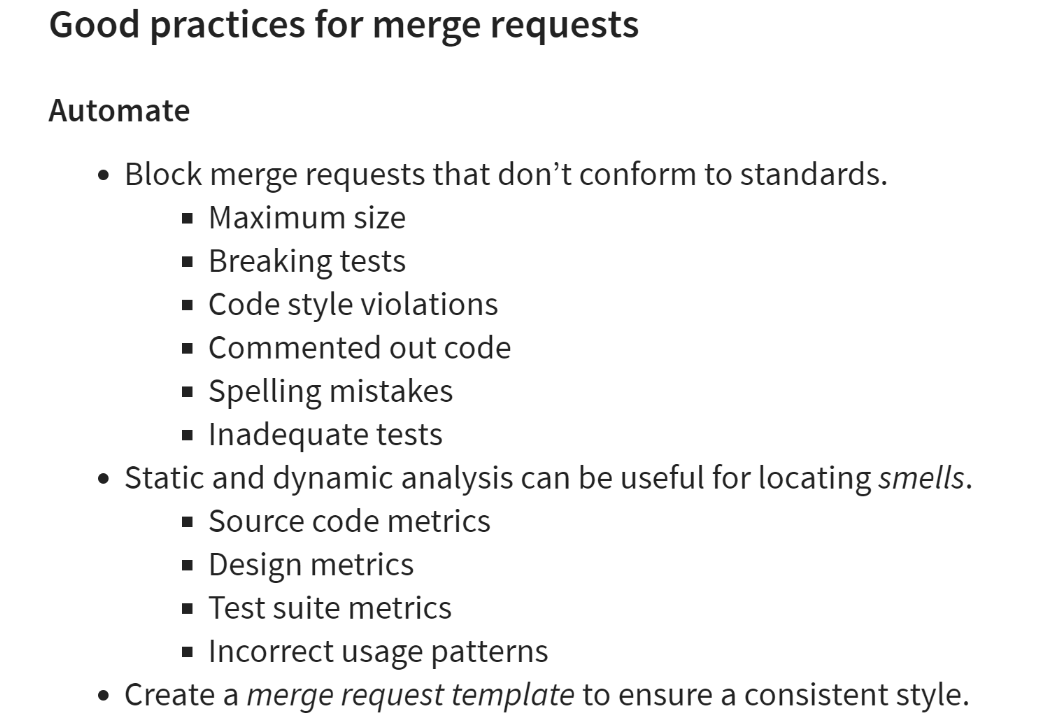 Good practices for merge requests
Automate
• Block merge requests that don’t conform to standards.
▪ Maximum size
▪ Breaking tests
▪ Code style violations
▪ Commented out code
▪ Spelling mistakes
▪ Inadequate tests
• Static and dynamic analysis can be useful for locating smells.
▪ Source code metrics
▪ Design metrics
▪ Test suite metrics
▪ Incorrect usage patterns
• Create a merge request template to ensure a consistent style.